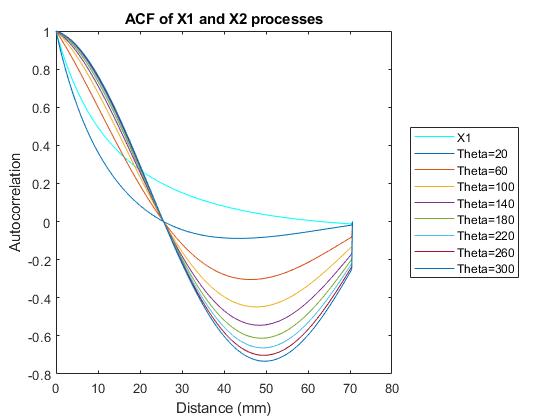 ACF of X1 and X2 processes
Autocorrelation
1
0.8
0.6
0.4
0.2
0
-0.2
-0.4
-0.6
-0.8
0
10
20
30
40
50
60
70
80
Distance (mm)
X1
Theta=20
Theta=60
Theta=100
Theta=140
Theta=180
Theta=220
Theta=260
Theta=300